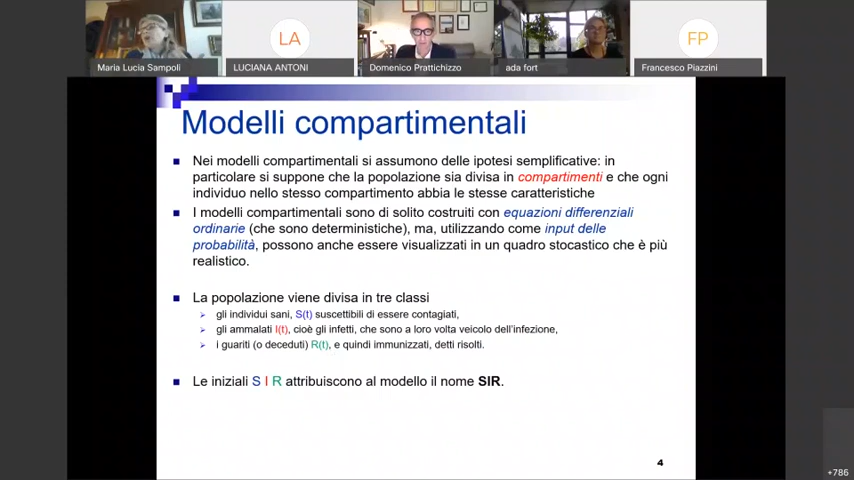 LA
FP
Maria Lucia Sampoli
LUCIANA ANTONI
Domenico Prattichizzo
ada fort
Francesco Piazzini
Modelli compartimentali
Nei modelli compartimentali si assumono delle ipotesi semplificative: in
particolare si suppone che la popolazione sia divisa in compartimenti e che ogni
individuo nello stesso compartimento abbia le stesse caratteristiche
I modelli compartimentali sono di solito costruiti con equazioni differenziali
ordinarie (che sono deterministiche), ma, utilizzando come input delle
probabilità, possono anche essere visualizzati in un quadro stocastico che è più
realistico.
La popolazione viene divisa in tre classi
gli individui sani, S(t) suscettibili di essere contagiati,
gli ammalati I(t), cioè gli infetti, che sono a loro volta veicolo dell'infezione,
i guariti (o deceduti) R(t), e quindi immunizzati, detti risolti.
Le iniziali S I R attribuiscono al modello il nome SIR.
4
+786